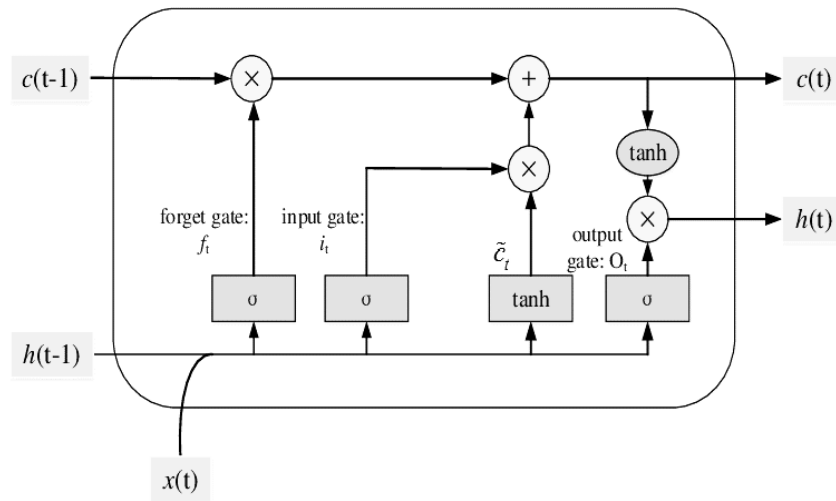 c(t-1)
×
+
c(t)
tanh
×
forget gate:
f_t
input gate:
i_t
×
h(t)
output
gate: O_t
c̃_t
σ
σ
tanh
σ
h(t-1)
x(t)